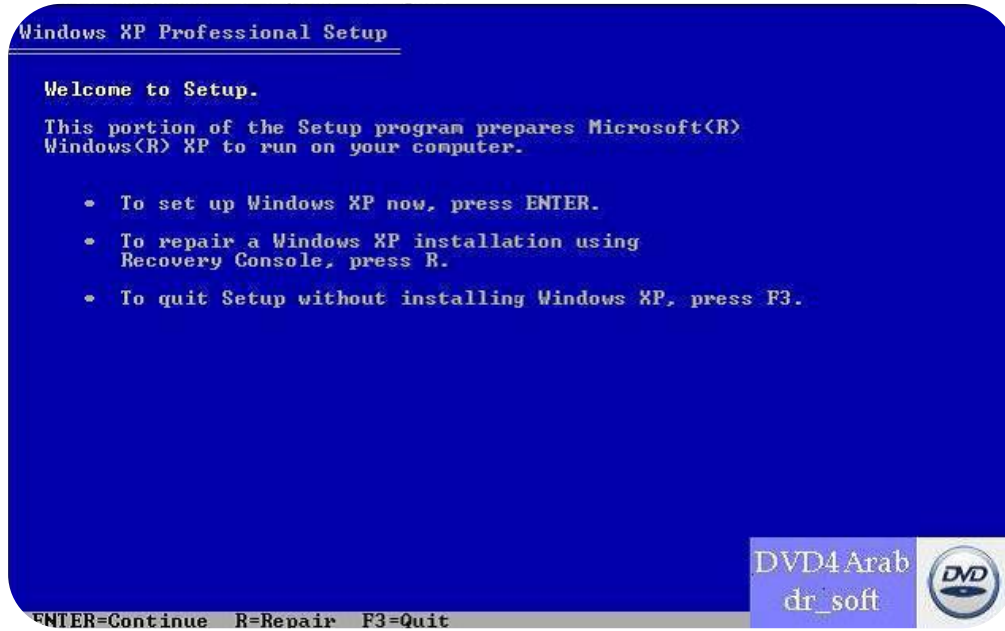 Windows XP Professional Setup
Welcome to Setup.
This portion of the Setup program prepares Microsoft(R)
Windows(R) XP to run on your computer.
• To set up Windows XP now, press ENTER.
• To repair a Windows XP installation using
Recovery Console, press R.
• To quit Setup without installing Windows XP, press F3.
DVD4Arab
dr_soft
DVD
ENTER=Continue R=Repair F3=Quit